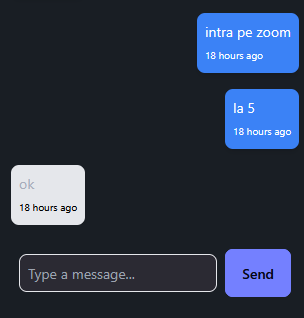 intra pe zoom
18 hours ago
la 5
18 hours ago
ok
18 hours ago
Type a message...
Send